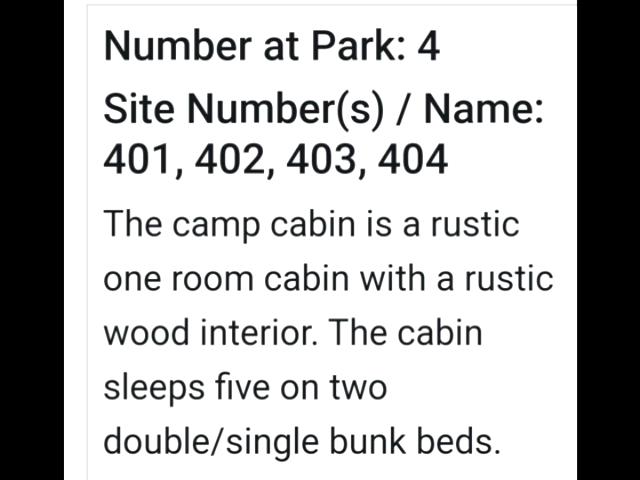 Number at Park: 4
Site Number(s) / Name:
401, 402, 403, 404
The camp cabin is a rustic
one room cabin with a rustic
wood interior. The cabin
sleeps five on two
double/single bunk beds.